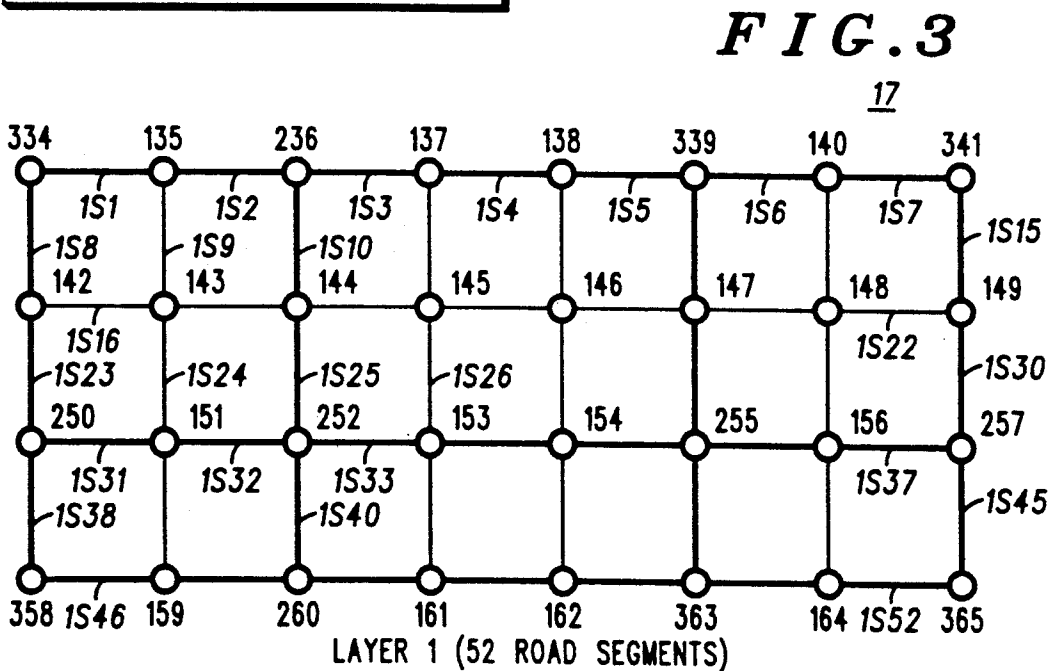 FIG.3
17
334 135 236 137 138 339 140 341
1S1 1S2 1S3 1S4 1S5 1S6 1S7
1S8 1S9 1S10 1S15
142 143 144 145 146 147 148 149
1S16 1S22
1S23 1S24 1S25 1S26 1S30
250 151 252 153 154 255 156 257
1S31 1S32 1S33 1S37
1S38 1S40 1S45
358 1S46 159 260 161 162 363 164 1S52 365
LAYER 1 (52 ROAD SEGMENTS)